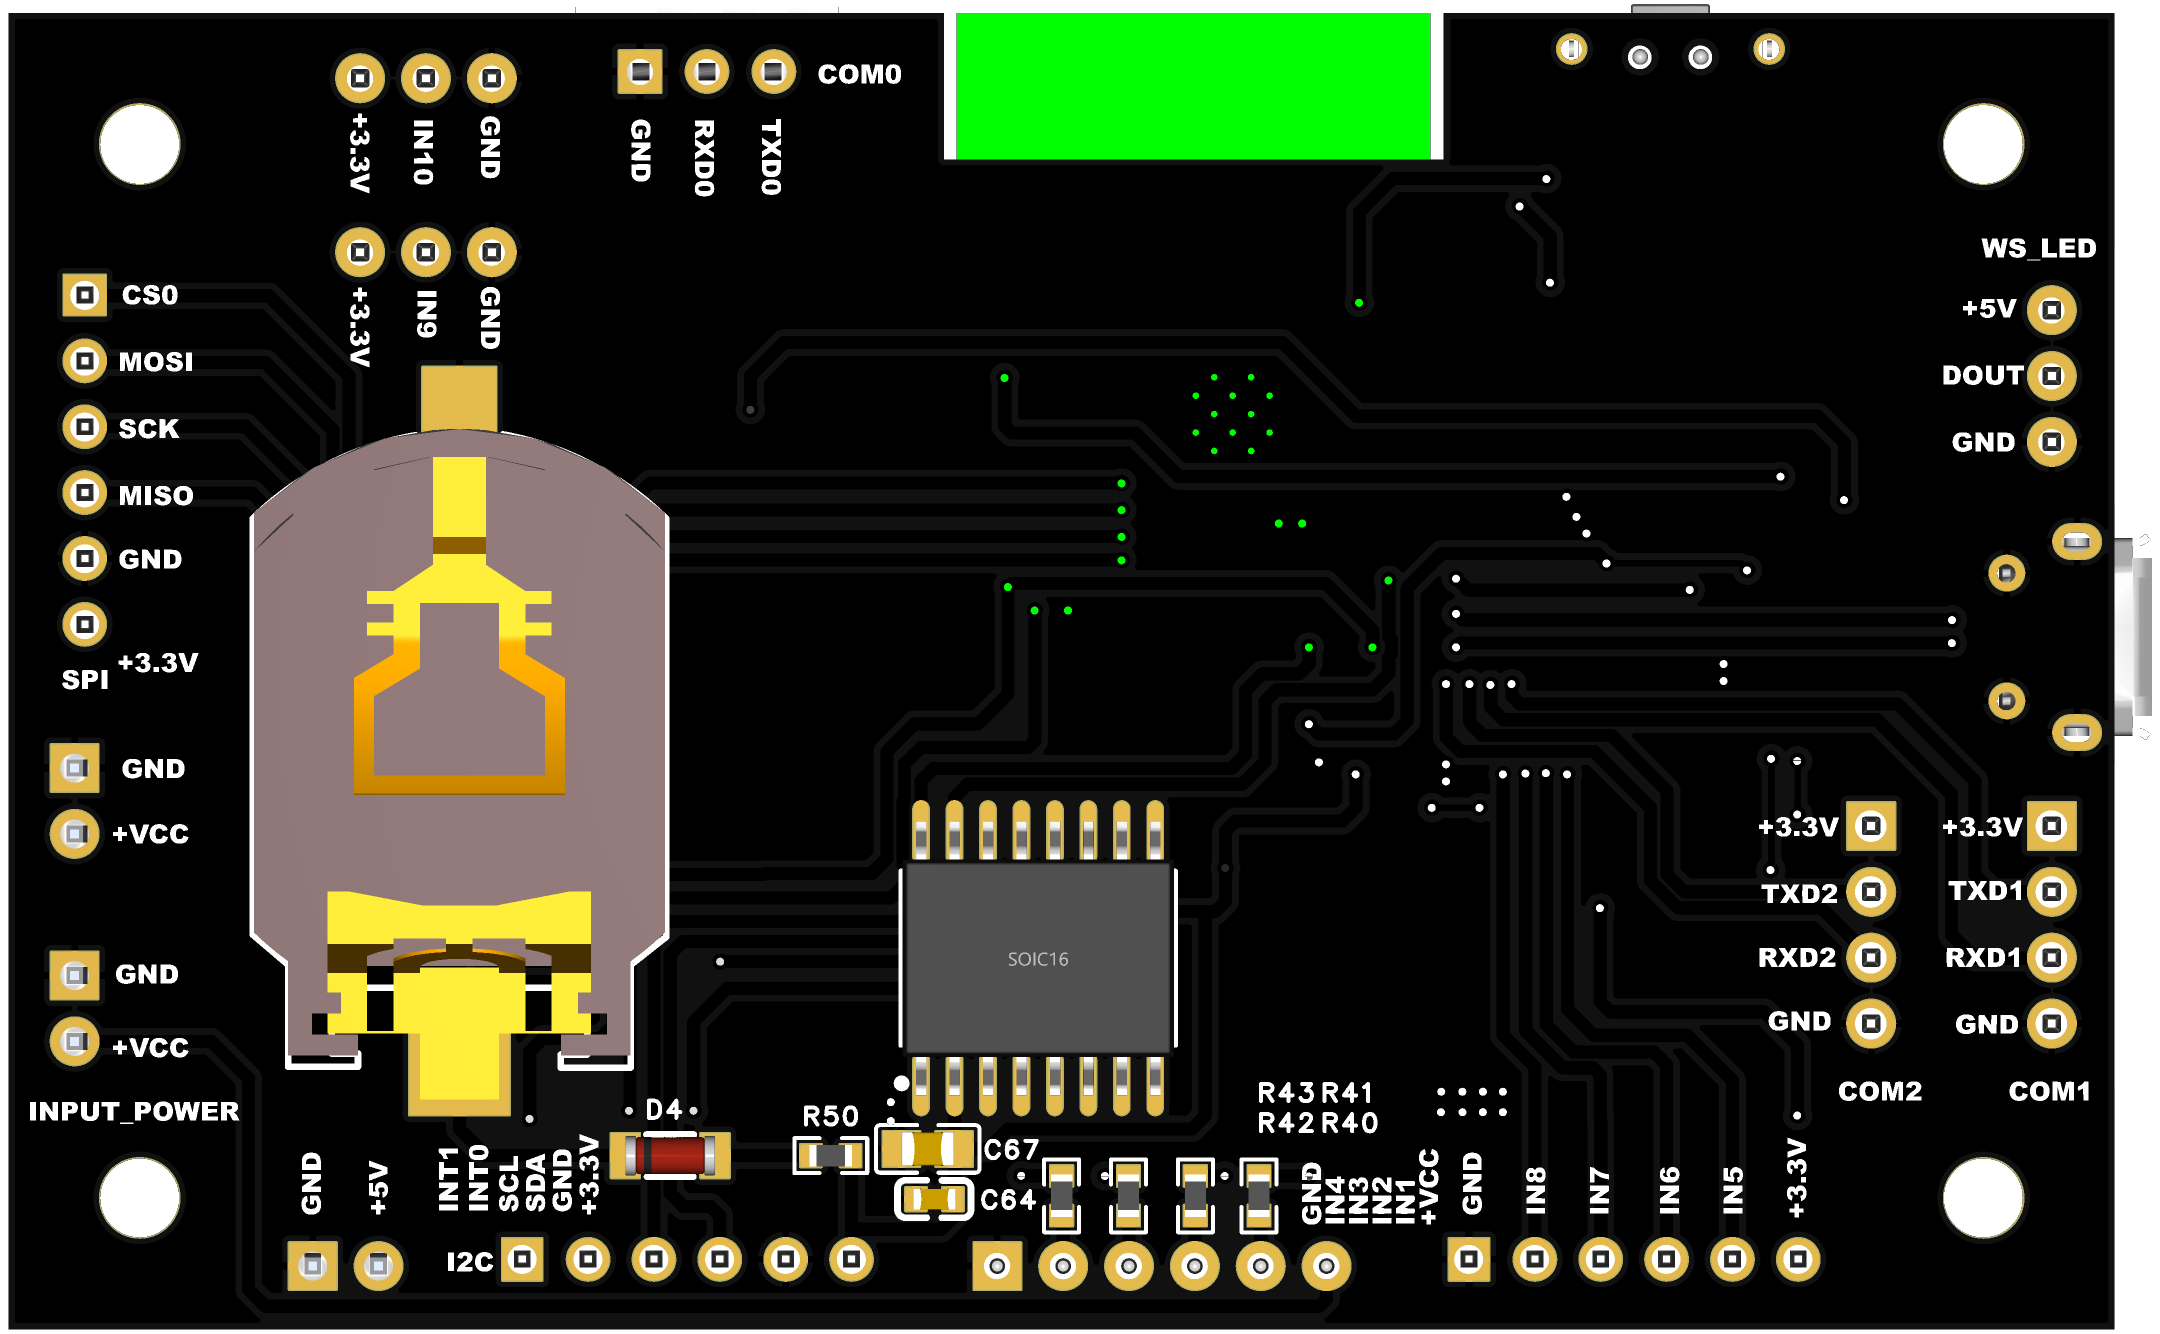 COM0
+3.3V
IN10
GND
GND
RXD0
TXD0
WS_LED
+3.3V
IN9
GND
CS0
+5V
MOSI
DOUT
SCK
GND
MISO
GND
+3.3V
SPI
GND
+VCC
+3.3V
+3.3V
TXD2
TXD1
SOIC16
RXD2
RXD1
GND
GND
GND
+VCC
INPUT_POWER
COM2
COM1
D4
R50
R43 R41
R42 R40
C67
C64
GND
+5V
INT1
INT0
SCL
SDA
GND
+3.3V
GND
IN4
IN3
IN2
IN1
+VCC
GND
IN8
IN7
IN6
IN5
+3.3V
I2C